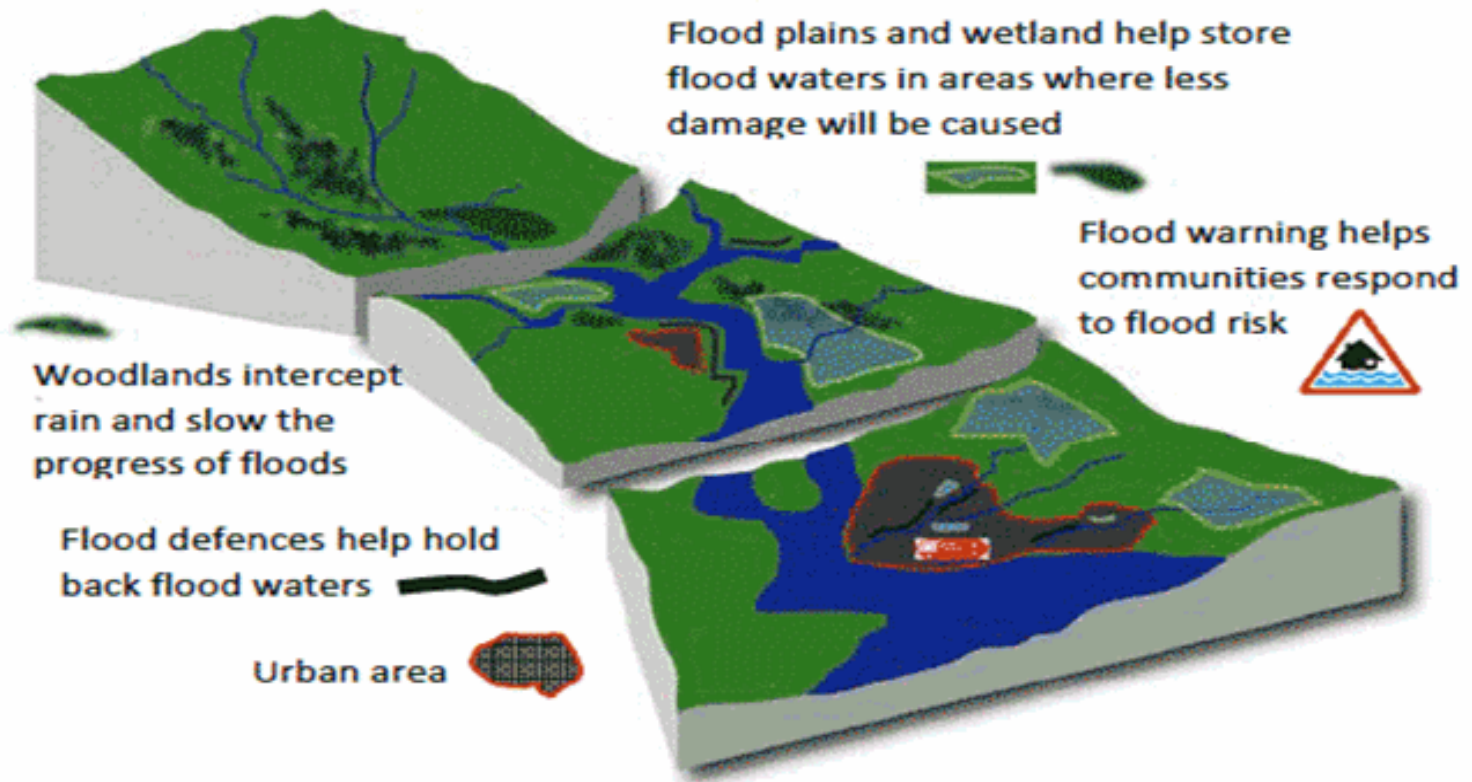 Flood plains and wetland help store
flood waters in areas where less
damage will be caused
Flood warning helps
communities respond
to flood risk
Woodlands intercept
rain and slow the
progress of floods
Flood defences help hold
back flood waters
Urban area